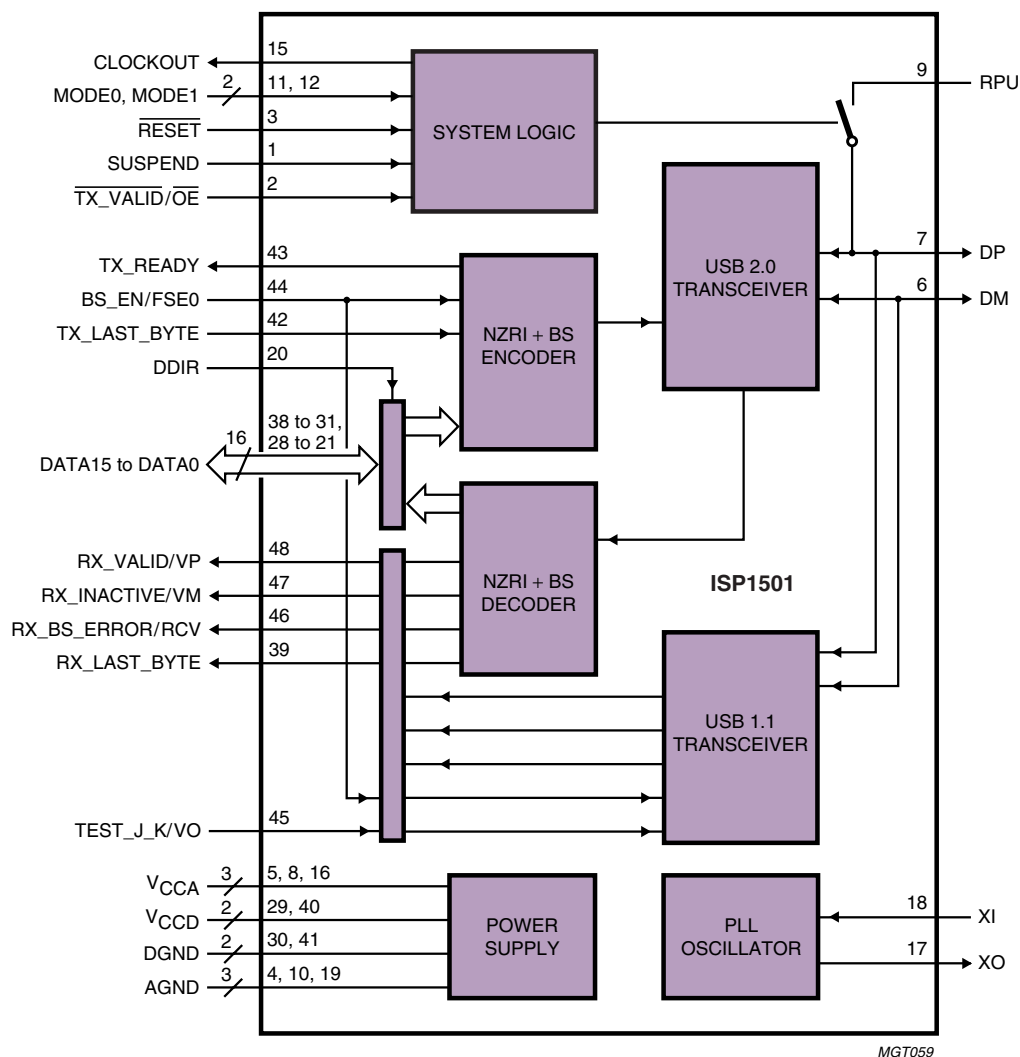 CLOCKOUT 15
MODE0, MODE1 2 11, 12
RESET 3
SUSPEND 1
TX_VALID/OE 2
SYSTEM LOGIC
9 RPU
TX_READY 43
BS_EN/FSE0 44
TX_LAST_BYTE 42
DDIR 20
NZRI + BS
ENCODER
USB 2.0
TRANSCEIVER
7 DP
6 DM
DATA15 to DATA0 16
38 to 31,
28 to 21
RX_VALID/VP 48
RX_INACTIVE/VM 47
RX_BS_ERROR/RCV 46
RX_LAST_BYTE 39
NZRI + BS
DECODER
ISP1501
USB 1.1
TRANSCEIVER
TEST_J_K/VO 45
VCCA 3 5, 8, 16
VCCD 2 29, 40
DGND 2 30, 41
AGND 3 4, 10, 19
POWER
SUPPLY
PLL
OSCILLATOR
18 XI
17 XO
MGT059